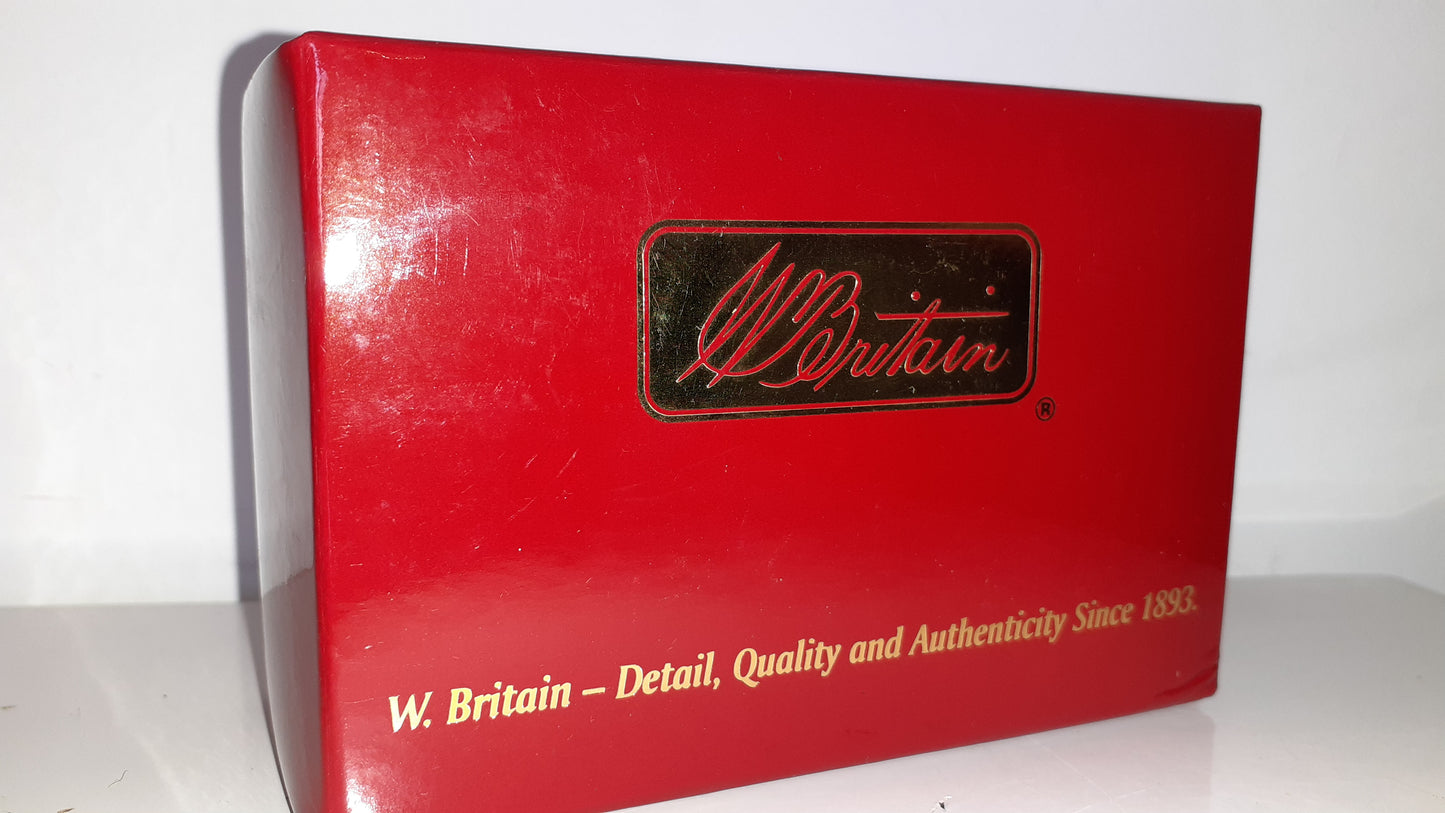 W Britain
®
W. Britain – Detail, Quality and Authenticity Since 1893.